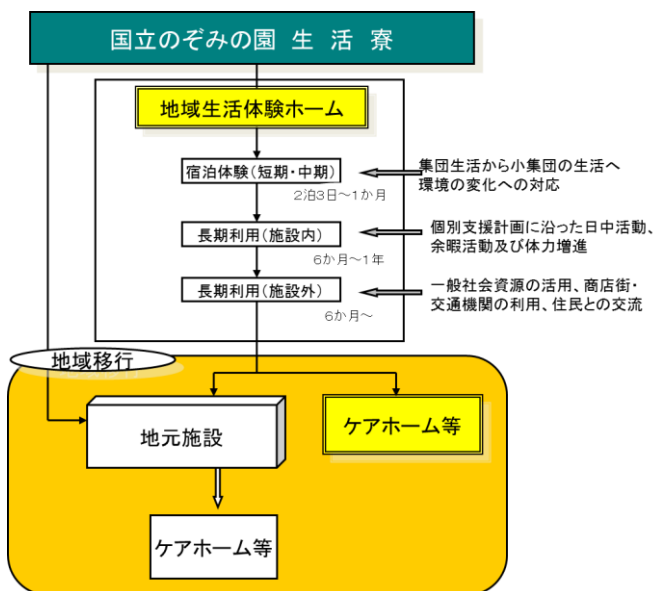 国立のぞみの園 生 活 寮
地域生活体験ホーム
宿泊体験(短期・中期)
2泊3日～1か月
集団生活から小集団の生活へ
環境の変化への対応
長期利用(施設内)
6か月～1年
個別支援計画に沿った日中活動、
余暇活動及び体力増進
長期利用(施設外)
6か月～
一般社会資源の活用、商店街・
交通機関の利用、住民との交流
地域移行
地元施設
ケアホーム等
ケアホーム等